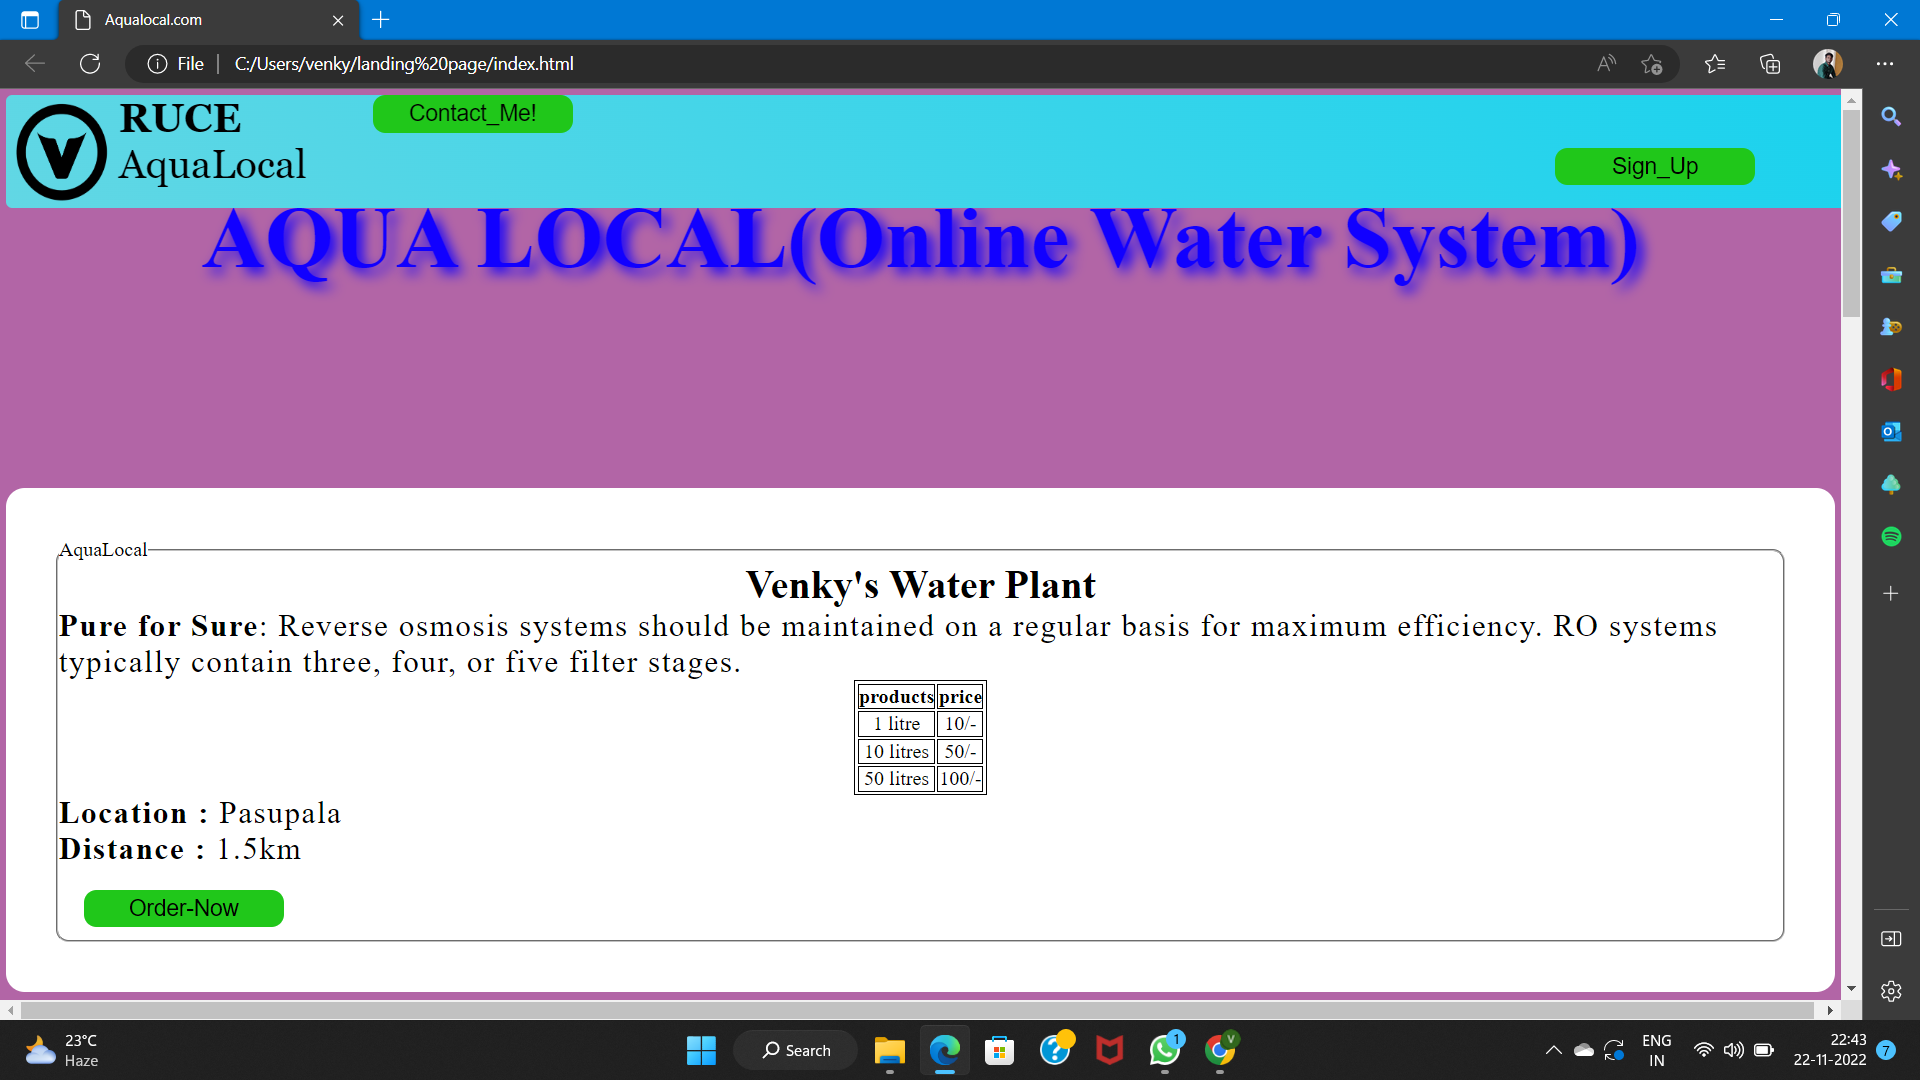 Aqualocal.com
File
C:/Users/venky/landing%20page/index.html
RUCE
AquaLocal
Contact_Me!
Sign_Up
AQUA LOCAL(Online Water System)
AquaLocal
Venky's Water Plant
Pure for Sure: Reverse osmosis systems should be maintained on a regular basis for maximum efficiency. RO systems
typically contain three, four, or five filter stages.
products price
1 litre 10/-
10 litres 50/-
50 litres 100/-
Location : Pasupala
Distance : 1.5km
Order-Now
23°C
Haze
Search
1
V
ENG
IN
22:43
22-11-2022
7